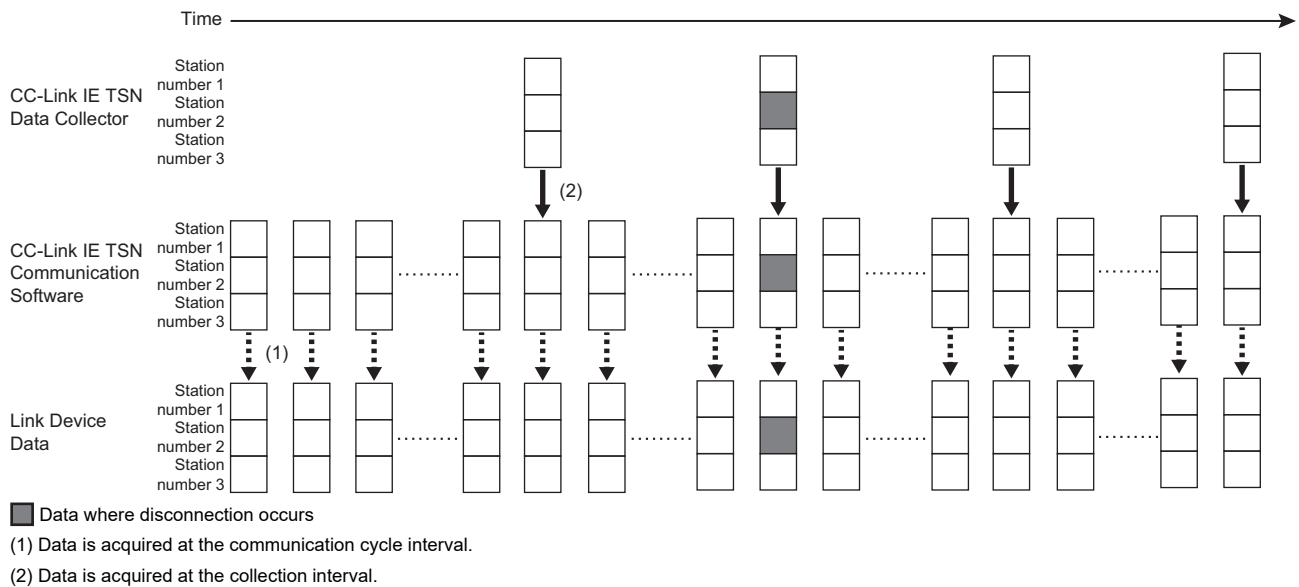 Time
Station
number 1
CC-Link IE TSN
Data Collector
Station
number 2
Station
number 3
(2)
Station
number 1
CC-Link IE TSN
Communication
Software
Station
number 2
Station
number 3
(1)
Station
number 1
Link Device
Data
Station
number 2
Station
number 3
Data where disconnection occurs
(1) Data is acquired at the communication cycle interval.
(2) Data is acquired at the collection interval.